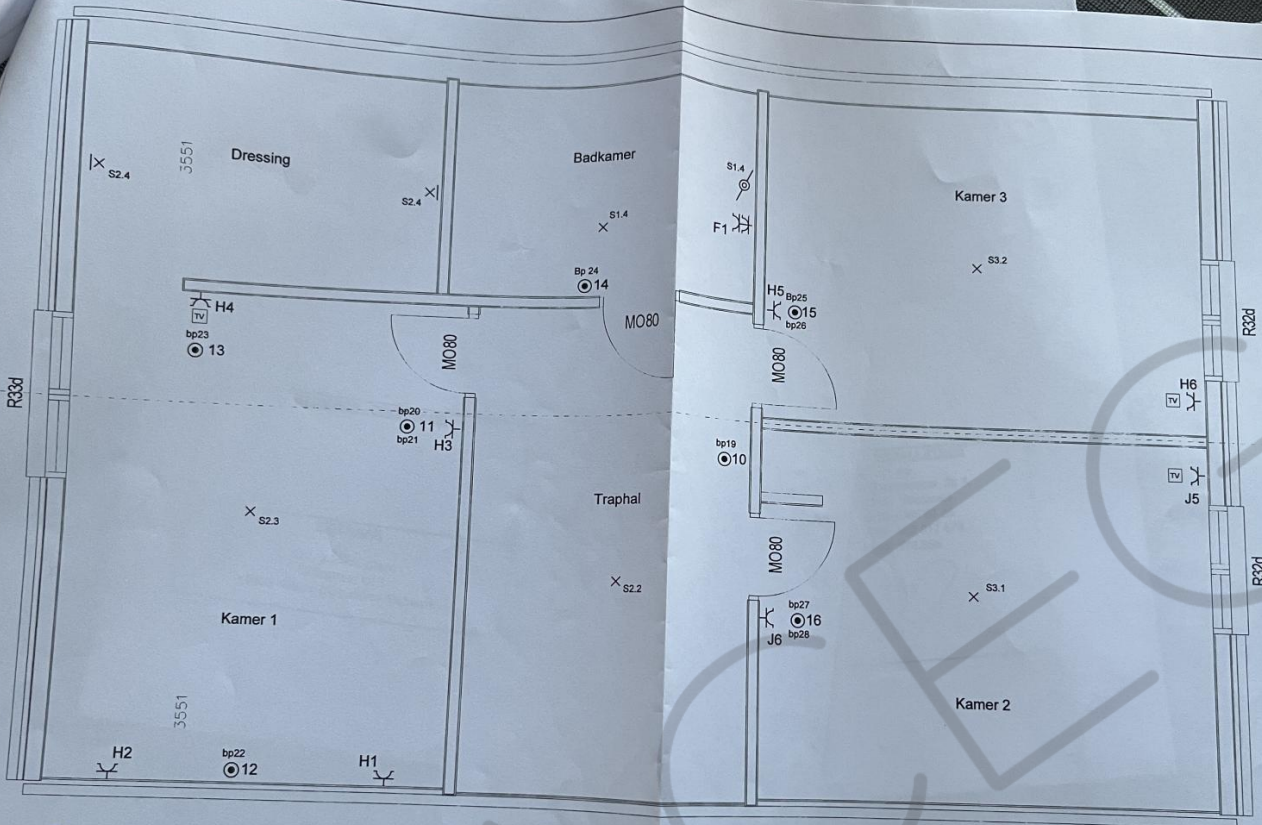 Dressing
3551
S2.4
S2.4
Badkamer
S1.4
S1.4
F1
Kamer 3
S3.2
Bp 24
14
MO80
H5
Bp25
15
bp26
H4
TV
bp23
13
MO80
MO80
R33d
R32d
H6
TV
bp20
11
bp21
H3
bp19
10
TV
J5
S2.3
Traphal
S2.2
MO80
S3.1
R32d
Kamer 1
bp27
16
bp28
J6
Kamer 2
3551
H2
bp22
12
H1
C
E
C